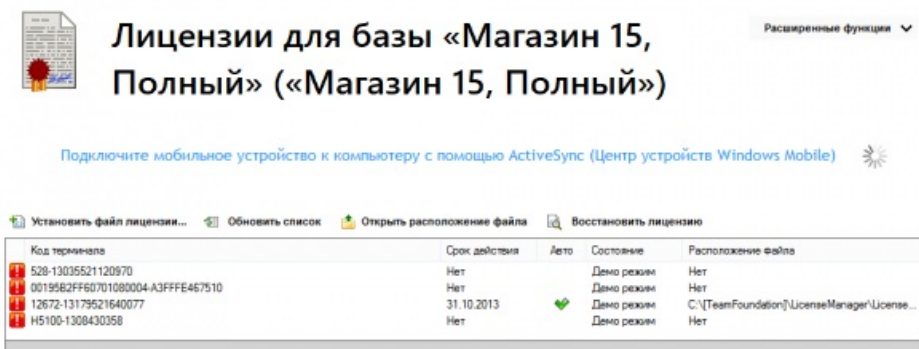 Лицензии для базы «Магазин 15,
Полный» («Магазин 15, Полный»)
Расширенные функции
Подключите мобильное устройство к компьютеру с помощью ActiveSync (Центр устройств Windows Mobile)
Установить файл лицензии... Обновить список Открыть расположение файла Восстановить лицензию
Код терминала Срок действия Авто Состояние Расположение файла
528-13035521120970 Нет Демо режим Нет
00195B2FF60701080004-A3FFFE467510 Нет Демо режим Нет
12672-13179521640077 31.10.2013 Демо режим C:\[TeamFoundation]\LicenseManager\License...
H5100-1308430358 Нет Демо режим Нет